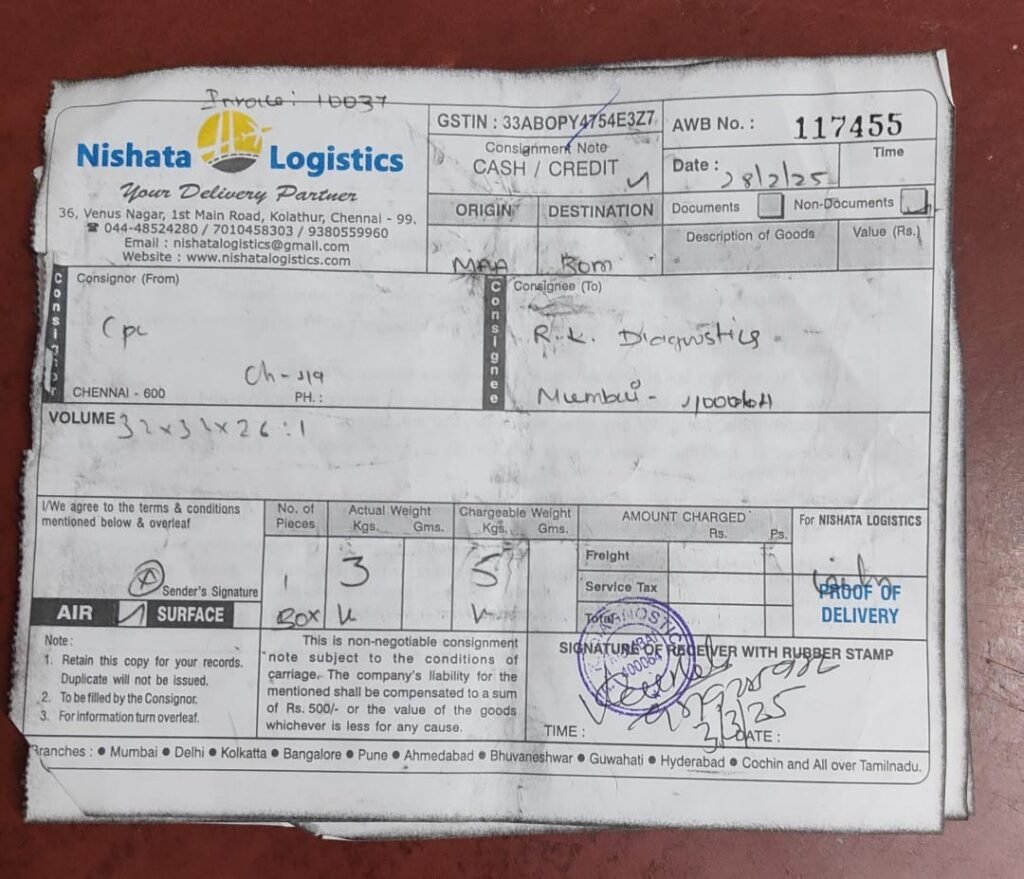 Invoice: 10037
Nishata Logistics
Your Delivery Partner
36, Venus Nagar, 1st Main Road, Kolathur, Chennai - 99.
☎ 044-48524280 / 7010458303 / 9380559960
Email : nishatalogistics@gmail.com
Website : www.nishatalogistics.com
GSTIN : 33ABOPY4754E3Z7
Consignment Note
CASH / CREDIT ✓
ORIGIN DESTINATION
MAA Bom
AWB No. : 117455
Date : 28/2/25 Time
Documents Non-Documents
Description of Goods Value (Rs.)
Consignor
Consignor (From)
Cpc
CHENNAI - 600 PH. :
Consignee
Consignee (To)
R.K. Diagnostics
Mumbai -
VOLUME
I/We agree to the terms & conditions
mentioned below & overleaf
Sender's Signature
AIR ✓ SURFACE
No. of Pieces Actual Weight Kgs. Gms. Chargeable Weight Kgs. Gms.
1 3 5
BOX
AMOUNT CHARGED
Rs. Ps.
Freight
Service Tax
Total
For NISHATA LOGISTICS
PROOF OF
DELIVERY
Note :
1. Retain this copy for your records.
Duplicate will not be issued.
2. To be filled by the Consignor.
3. For information turn overleaf.
This is non-negotiable consignment
note subject to the conditions of
carriage. The company's liability for the
mentioned shall be compensated to a sum
of Rs. 500/- or the value of the goods
whichever is less for any cause.
SIGNATURE OF RECEIVER WITH RUBBER STAMP
MUMBAI
400064
3/3/25
TIME : DATE :
Branches : ● Mumbai ● Delhi ● Kolkatta ● Bangalore ● Pune ● Ahmedabad ● Bhuvaneshwar ● Guwahati ● Hyderabad ● Cochin and All over Tamilnadu.